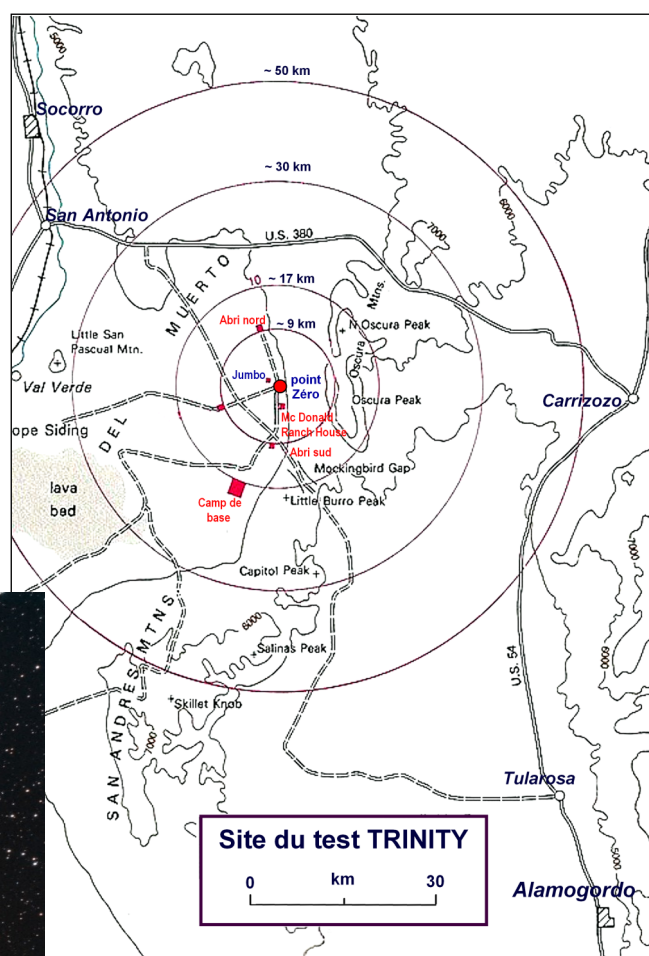 ~ 50 km
5000
6000
Socorro
~ 30 km
San Antonio
7000
6000
U.S. 380
MUERTO
10 ~ 17 km
Mtns.
Abri nord
~ 9 km
N Oscura Peak
Little San
Pascual Mtn.
Oscura
Jumbo
point
Zéro
Val Verde
Oscura Peak
Carrizozo
Mc Donald
Ranch House
ope Siding
DEL
Abri sud
Mockingbird Gap
lava
bed
Camp de
base
Little Burro Peak
7000
Capitol Peak
SAN ANDRES MTNS
6000
Salinas Peak
U.S. 54
6000
Skillet Knob
7000
Tularosa
Site du test TRINITY
km
0 30
5000
Alamogordo